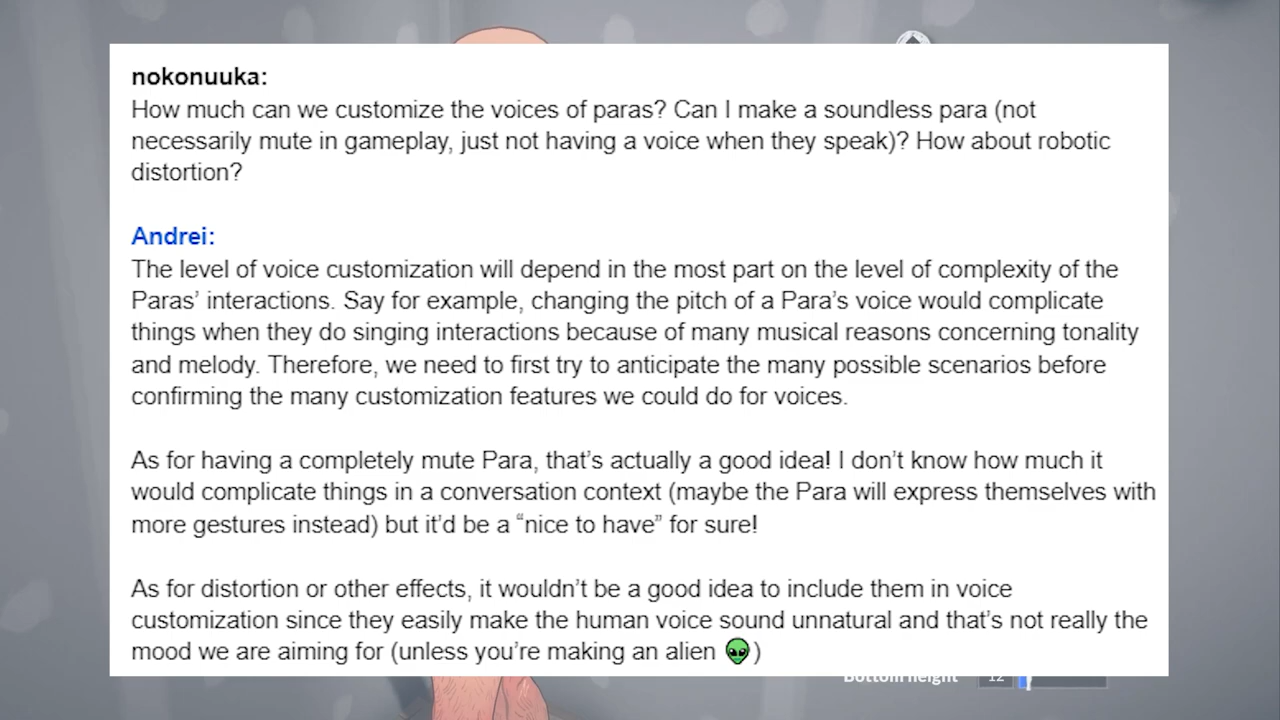 nokonuuka:
How much can we customize the voices of paras? Can I make a soundless para (not
necessarily mute in gameplay, just not having a voice when they speak)? How about robotic
distortion?
Andrei:
The level of voice customization will depend in the most part on the level of complexity of the
Paras’ interactions. Say for example, changing the pitch of a Para’s voice would complicate
things when they do singing interactions because of many musical reasons concerning tonality
and melody. Therefore, we need to first try to anticipate the many possible scenarios before
confirming the many customization features we could do for voices.
As for having a completely mute Para, that’s actually a good idea! I don’t know how much it
would complicate things in a conversation context (maybe the Para will express themselves with
more gestures instead) but it’d be a “nice to have” for sure!
As for distortion or other effects, it wouldn’t be a good idea to include them in voice
customization since they easily make the human voice sound unnatural and that’s not really the
mood we are aiming for (unless you’re making an alien 👽)
Bottom height 12